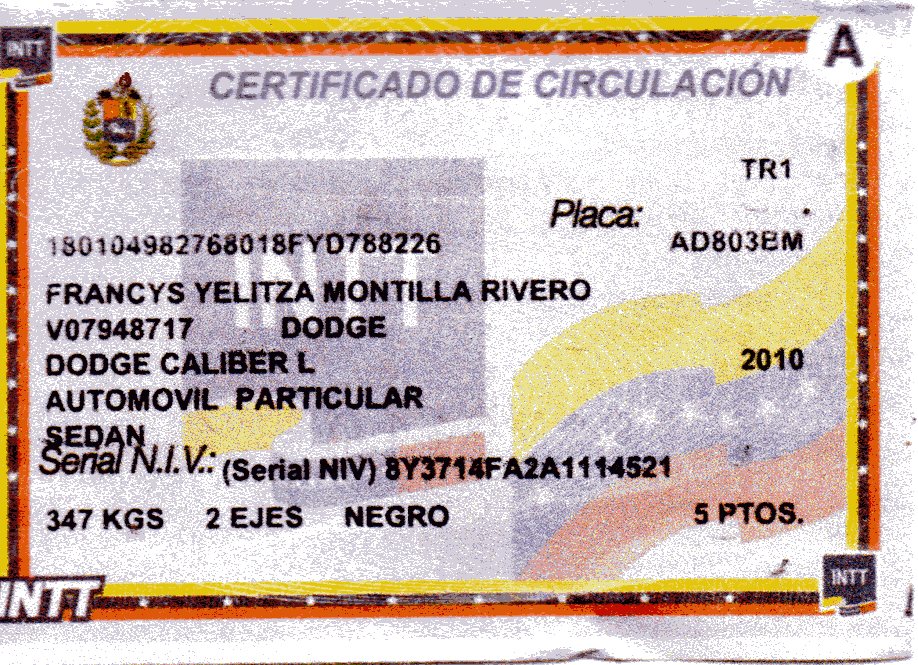 INTT
A
CERTIFICADO DE CIRCULACIÓN
TR1
Placa:
180104982768018FYD788226 AD803EM
INTT
FRANCYS YELITZA MONTILLA RIVERO
V07948717 DODGE
DODGE CALIBER L 2010
AUTOMOVIL PARTICULAR
SEDAN
Serial N.I.V.: (Serial NIV) 8Y3714FA2A1114521
347 KGS 2 EJES NEGRO 5 PTOS.
INTT
INTT